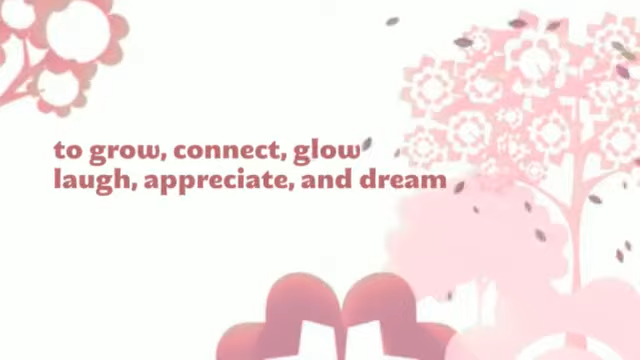 to grow, connect, glow
laugh, appreciate, and dream